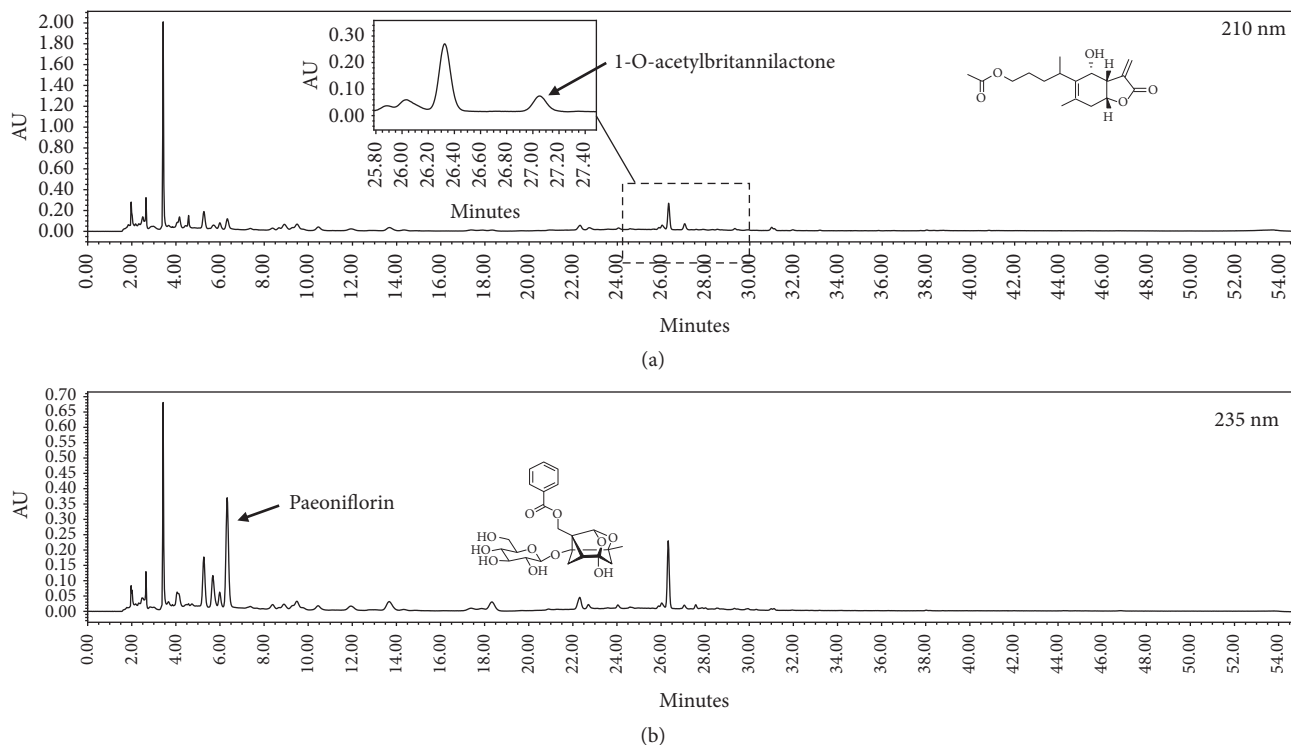 210 nm
AU
2.00
1.80
1.60
1.40
1.20
1.00
0.80
0.60
0.40
0.20
0.00
AU
0.30
0.20
0.10
0.00
25.80 26.00 26.20 26.40 26.60 26.80 27.00 27.20 27.40
Minutes
1-O-acetylbritannilactone
OH
H
O
O
O
O
H
0.00 2.00 4.00 6.00 8.00 10.00 12.00 14.00 16.00 18.00 20.00 22.00 24.00 26.00 28.00 30.00 32.00 34.00 36.00 38.00 40.00 42.00 44.00 46.00 48.00 50.00 52.00 54.00
Minutes
(a)
235 nm
AU
0.70
0.65
0.60
0.55
0.50
0.45
0.40
0.35
0.30
0.25
0.20
0.15
0.10
0.05
0.00
Paeoniflorin
O
O
HO
O
O
O
HO
HO
OH
O
OH
0.00 2.00 4.00 6.00 8.00 10.00 12.00 14.00 16.00 18.00 20.00 22.00 24.00 26.00 28.00 30.00 32.00 34.00 36.00 38.00 40.00 42.00 44.00 46.00 48.00 50.00 52.00 54.00
Minutes
(b)